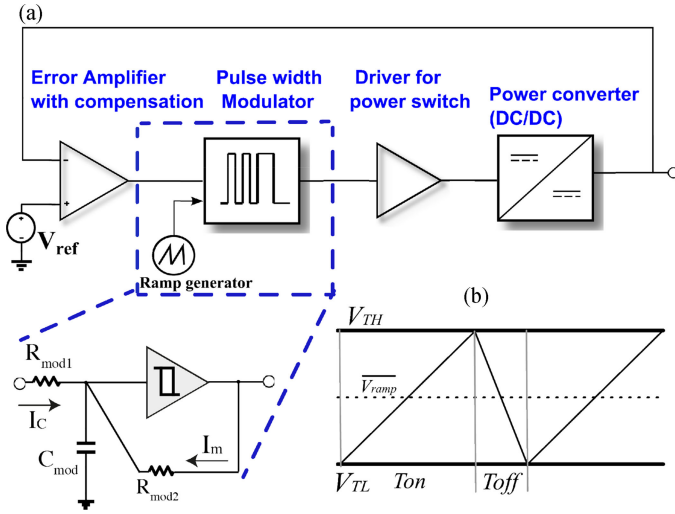 (a)
Error Amplifier
with compensation
Pulse width
Modulator
Driver for
power switch
Power converter
(DC/DC)
-
+
+
-
Vref
Ramp generator
(b)
Rmod1
IC
Cmod
Im
Rmod2
VTH
Vramp
VTL Ton Toff